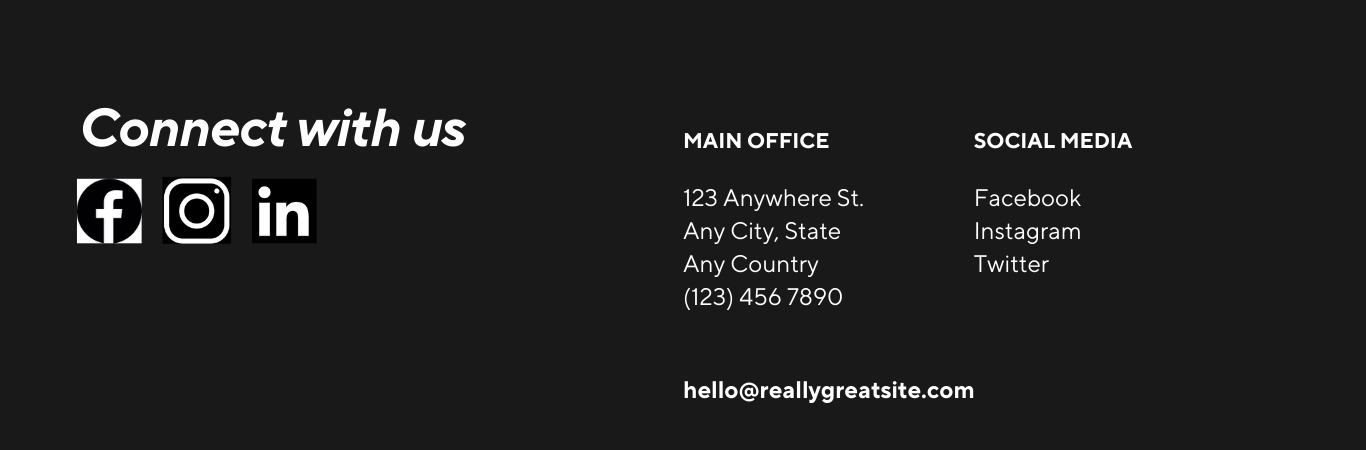 Connect with us
in
MAIN OFFICE
123 Anywhere St.
Any City, State
Any Country
(123) 456 7890
SOCIAL MEDIA
Facebook
Instagram
Twitter
hello@reallygreatsite.com